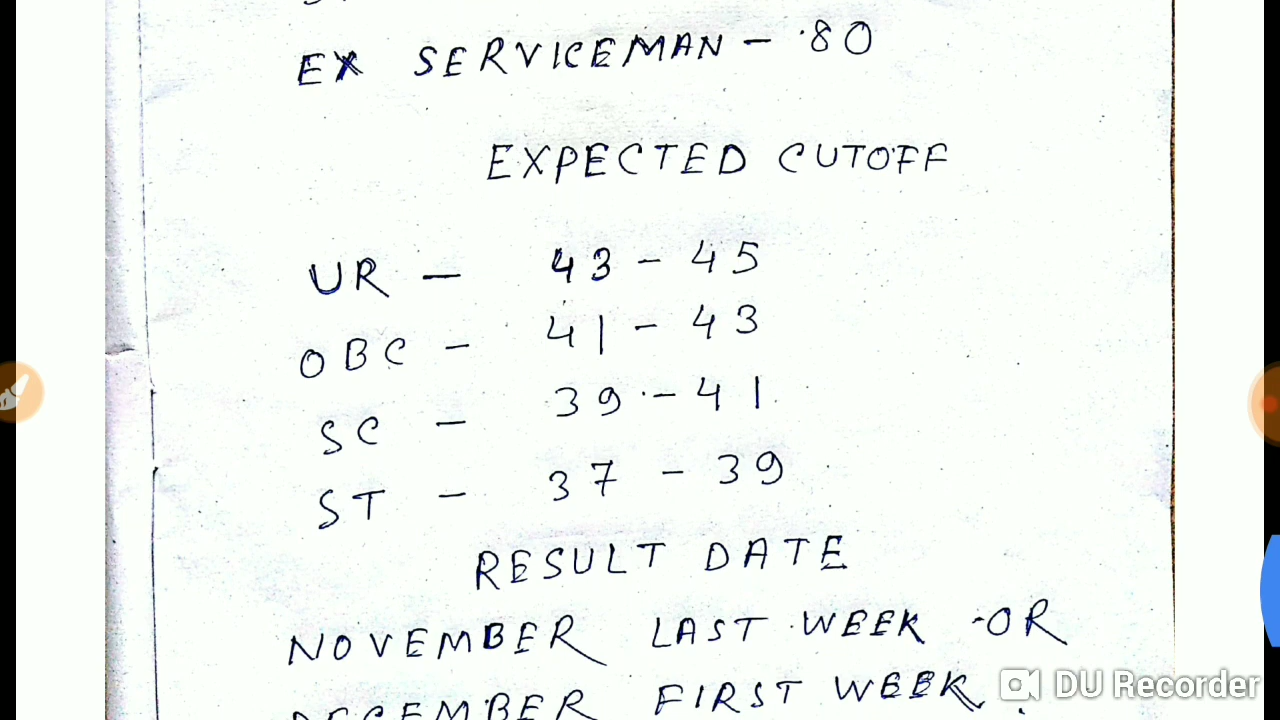 EX SERVICEMAN - 80
EXPECTED CUTOFF
UR - 43 - 45
OBC - 41 - 43
SC - 39 - 41
ST - 37 - 39
RESULT DATE
NOVEMBER LAST WEEK OR
DECEMBER FIRST WEEK.
DU Recorder